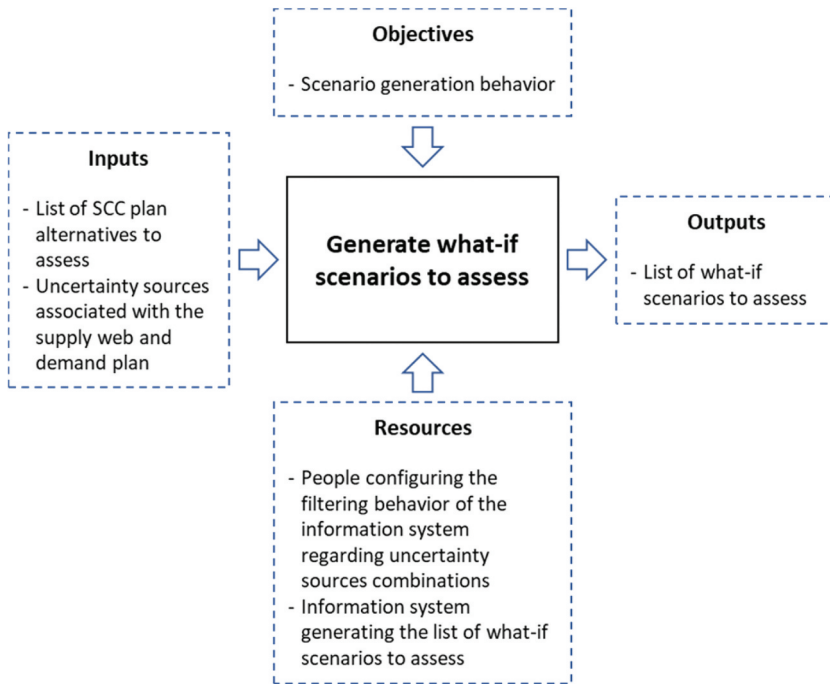 Objectives
- Scenario generation behavior
Inputs
- List of SCC plan
alternatives to
assess
- Uncertainty sources
associated with the
supply web and
demand plan
Generate what-if
scenarios to assess
Outputs
- List of what-if
scenarios to assess
Resources
- People configuring the
filtering behavior of the
information system
regarding uncertainty
sources combinations
- Information system
generating the list of what-if
scenarios to assess